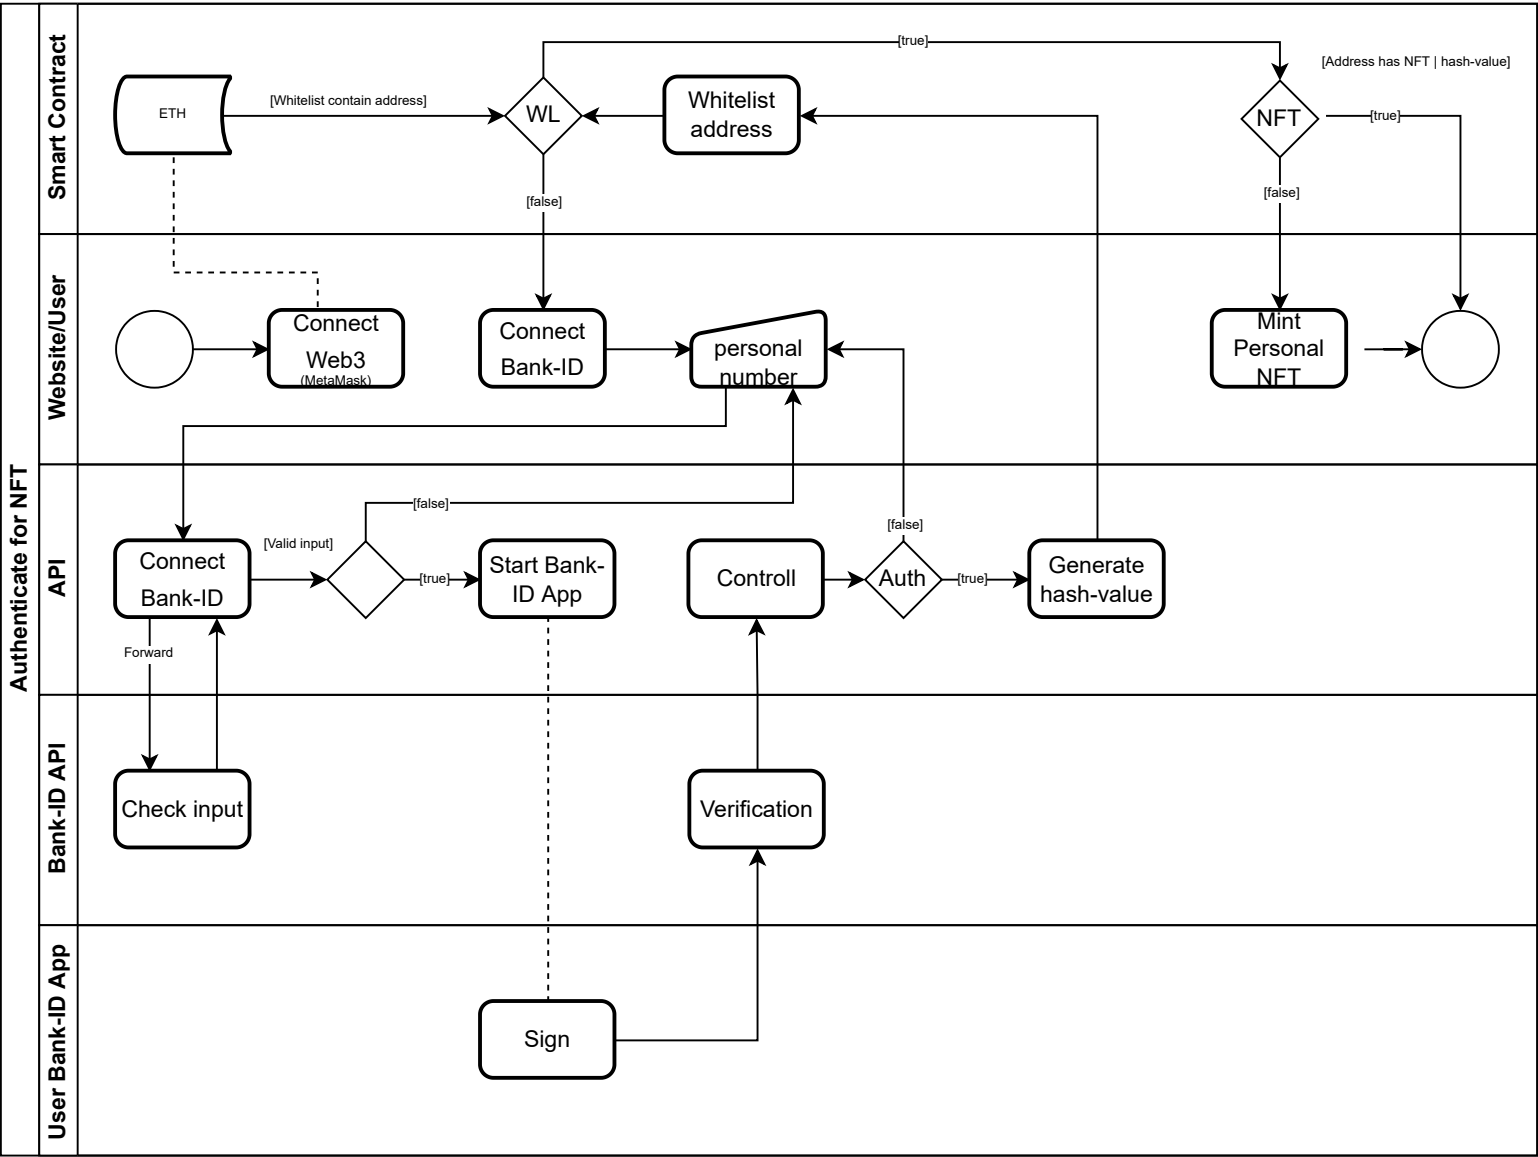 Authenticate for NFT
Smart Contract
[true]
[Address has NFT | hash-value]
ETH
[Whitelist contain address]
WL
Whitelist
address
NFT
[true]
[false]
[false]
Website/User
Connect
Web3
(MetaMask)
Connect
Bank-ID
personal
number
Mint
Personal
NFT
API
[false]
[Valid input]
[false]
Connect
Bank-ID
[true]
Start Bank-
ID App
Controll
Auth
[true]
Generate
hash-value
Forward
Bank-ID API
Check input
Verification
User Bank-ID App
Sign